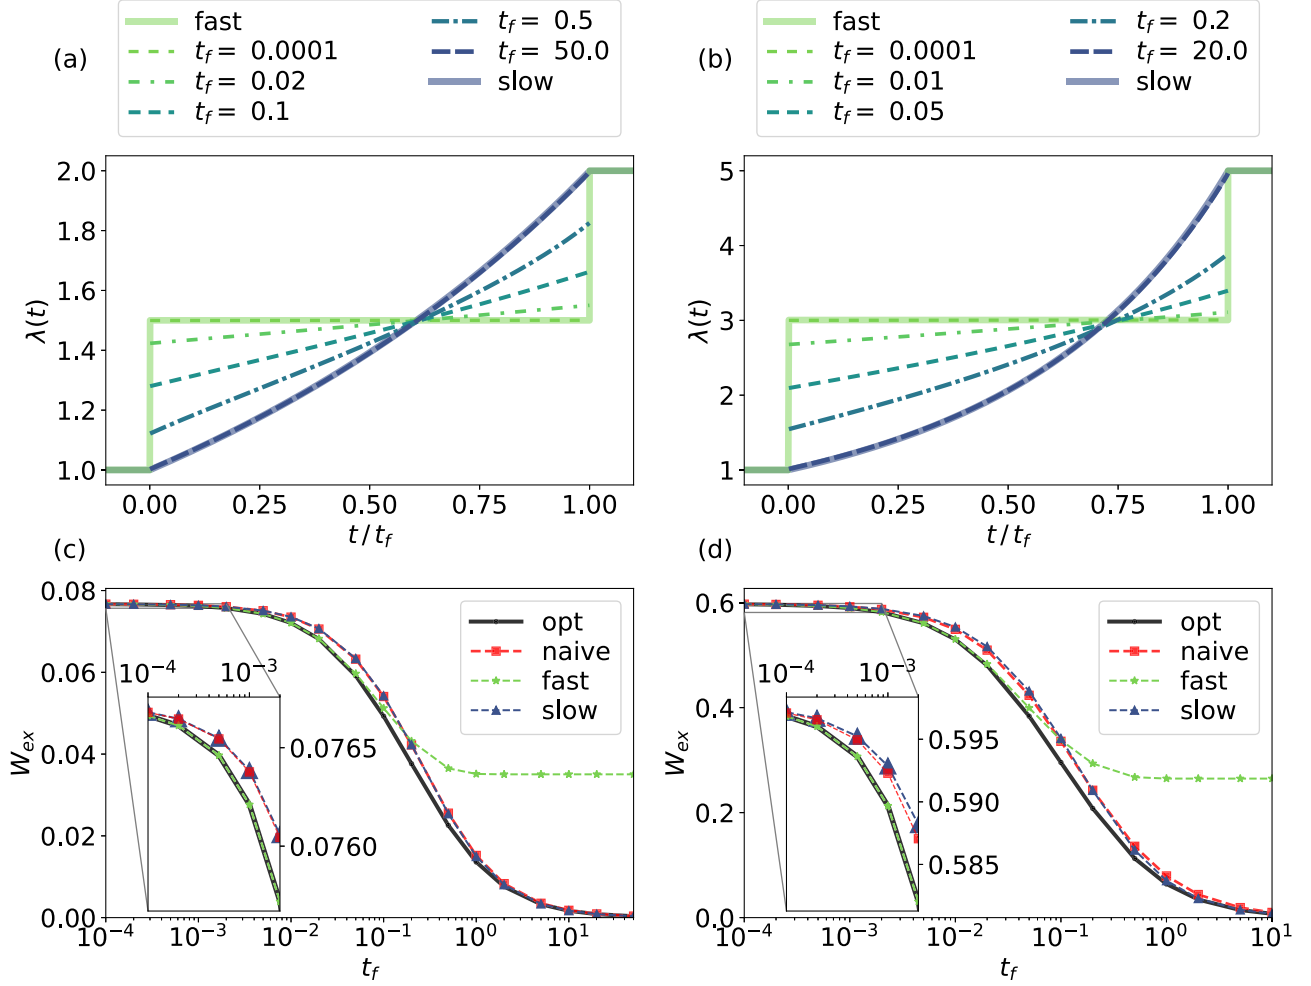 (a)
fast
t_f = 0.0001
t_f = 0.02
t_f = 0.1
t_f = 0.5
t_f = 50.0
slow
(b)
fast
t_f = 0.0001
t_f = 0.01
t_f = 0.05
t_f = 0.2
t_f = 20.0
slow
λ(t)
2.0
1.8
1.6
1.4
1.2
1.0
0.00 0.25 0.50 0.75 1.00
t / t_f
λ(t)
5
4
3
2
1
0.00 0.25 0.50 0.75 1.00
t / t_f
(c)
W_ex
0.08
0.06
0.04
0.02
0.00
opt
naive
fast
slow
10^-4 10^-3
0.0765
0.0760
10^-4 10^-3 10^-2 10^-1 10^0 10^1
t_f
(d)
W_ex
0.6
0.4
0.2
0.0
opt
naive
fast
slow
10^-4 10^-3
0.595
0.590
0.585
10^-4 10^-3 10^-2 10^-1 10^0 10^1
t_f